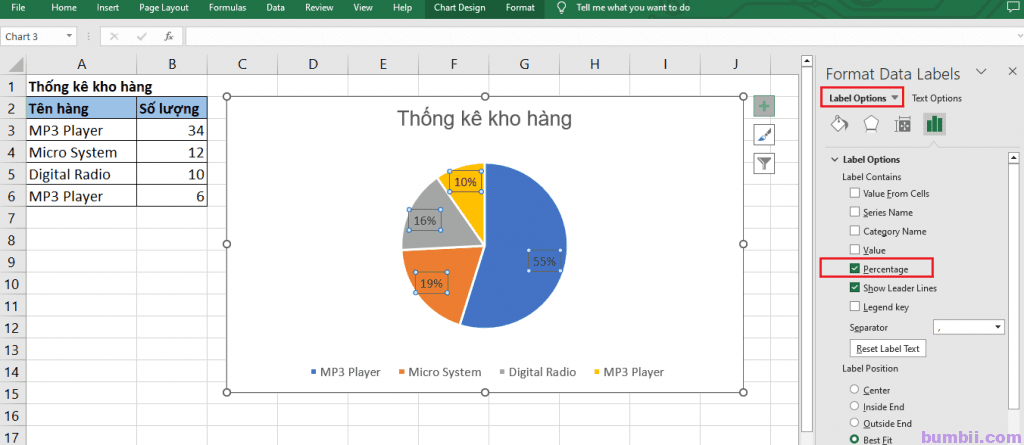 File Home Insert Page Layout Formulas Data Review View Chart Design Format Tell me what you want to do
Chart 3 fx
A B C D E F G H I J
1 Thống kê kho hàng
2 Tên hàng Số lượng
3 MP3 Player 34
4 Micro System 12
5 Digital Radio 10
6 MP3 Player 6
7
8
9
10
11
12
13
14
15
16
17
Thống kê kho hàng
10%
16%
55%
19%
MP3 Player Micro System Digital Radio MP3 Player
Format Data Labels
Label Options Text Options
Label Options
Label Contains
Value From Cells
Series Name
Category Name
Value
Percentage
Show Leader Lines
Legend key
Separator ,
Reset Label Text
Label Position
Center
Inside End
Outside End
Best Fit
bumbii.com